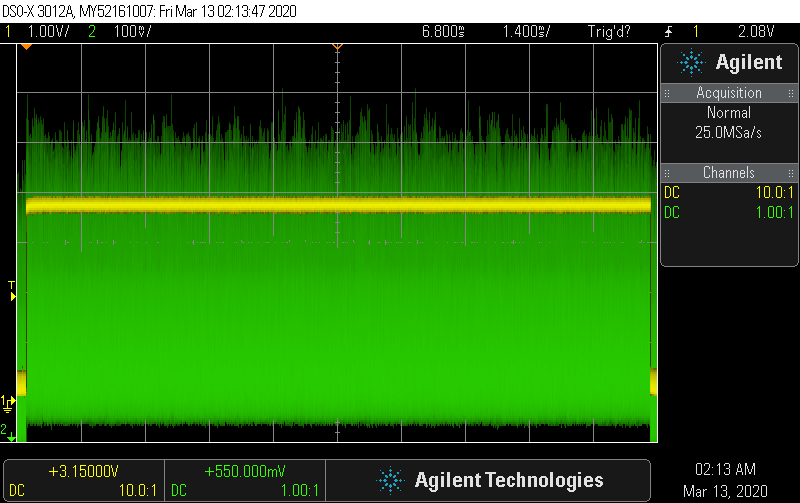 DSO-X 3012A, MY52161007: Fri Mar 13 02:13:47 2020
1 1.00V/ 2 100mV/ 6.800ms 1.400ms/ Trig'd? 1 2.08V
Agilent
Acquisition
Normal
25.0MSa/s
Channels
DC 10.0:1
DC 1.00:1
T
1
2
+3.15000V
DC 10.0:1
+550.000mV
DC 1.00:1
Agilent Technologies
02:13 AM
Mar 13, 2020